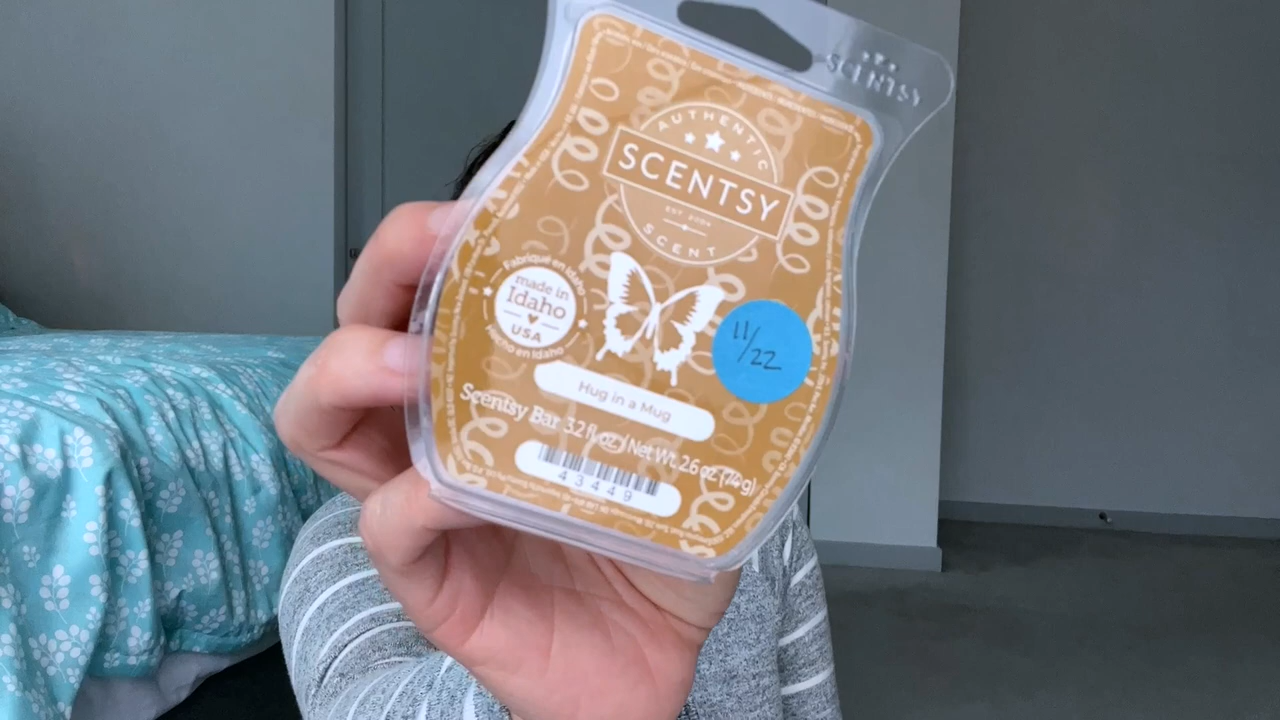 SCENTSY
AUTHENTIC
SCENTSY
EST. 2004
SCENT
Fabriqué en Idaho
made in
Idaho
USA
Hecho en Idaho
11/22
Hug in a Mug
Scentsy Bar 3.2 fl oz / Net Wt. 2.6 oz (74g)
43449